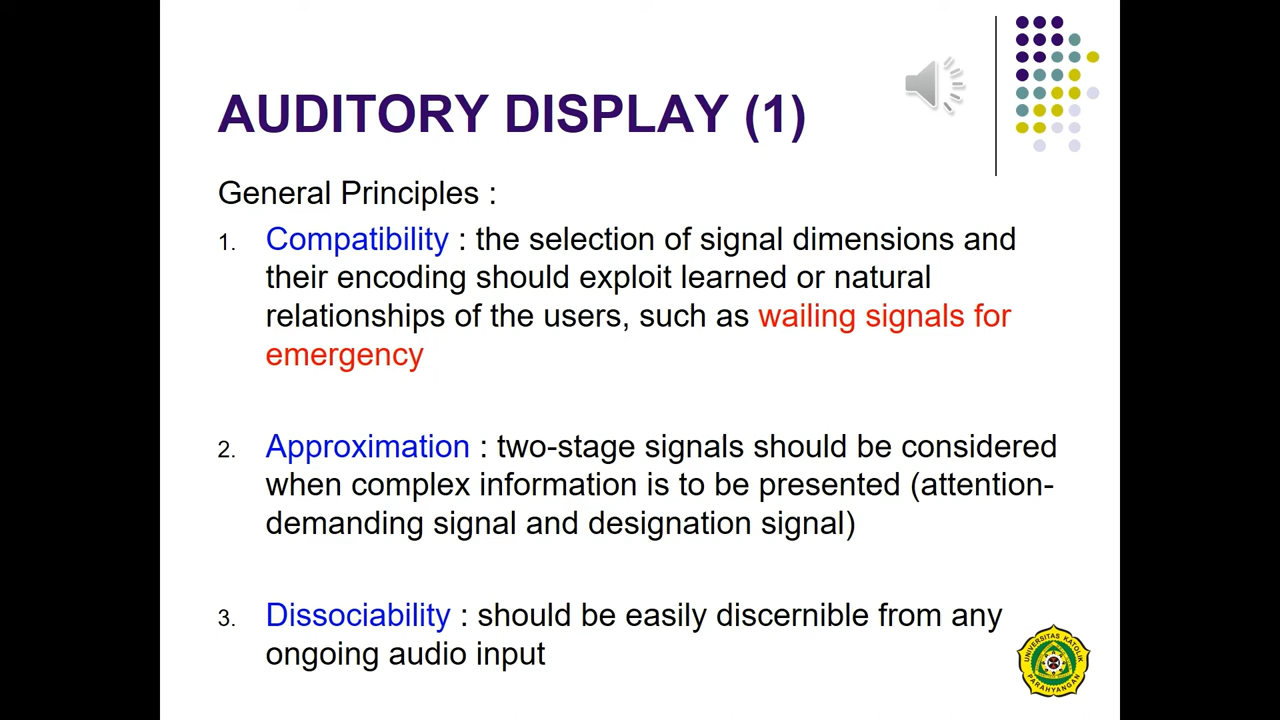 AUDITORY DISPLAY (1)
General Principles :
1. Compatibility : the selection of signal dimensions and
their encoding should exploit learned or natural
relationships of the users, such as wailing signals for
emergency
2. Approximation : two-stage signals should be considered
when complex information is to be presented (attention-
demanding signal and designation signal)
3. Dissociability : should be easily discernible from any
ongoing audio input
UNIVERSITAS KATOLIK
PARAHYANGAN